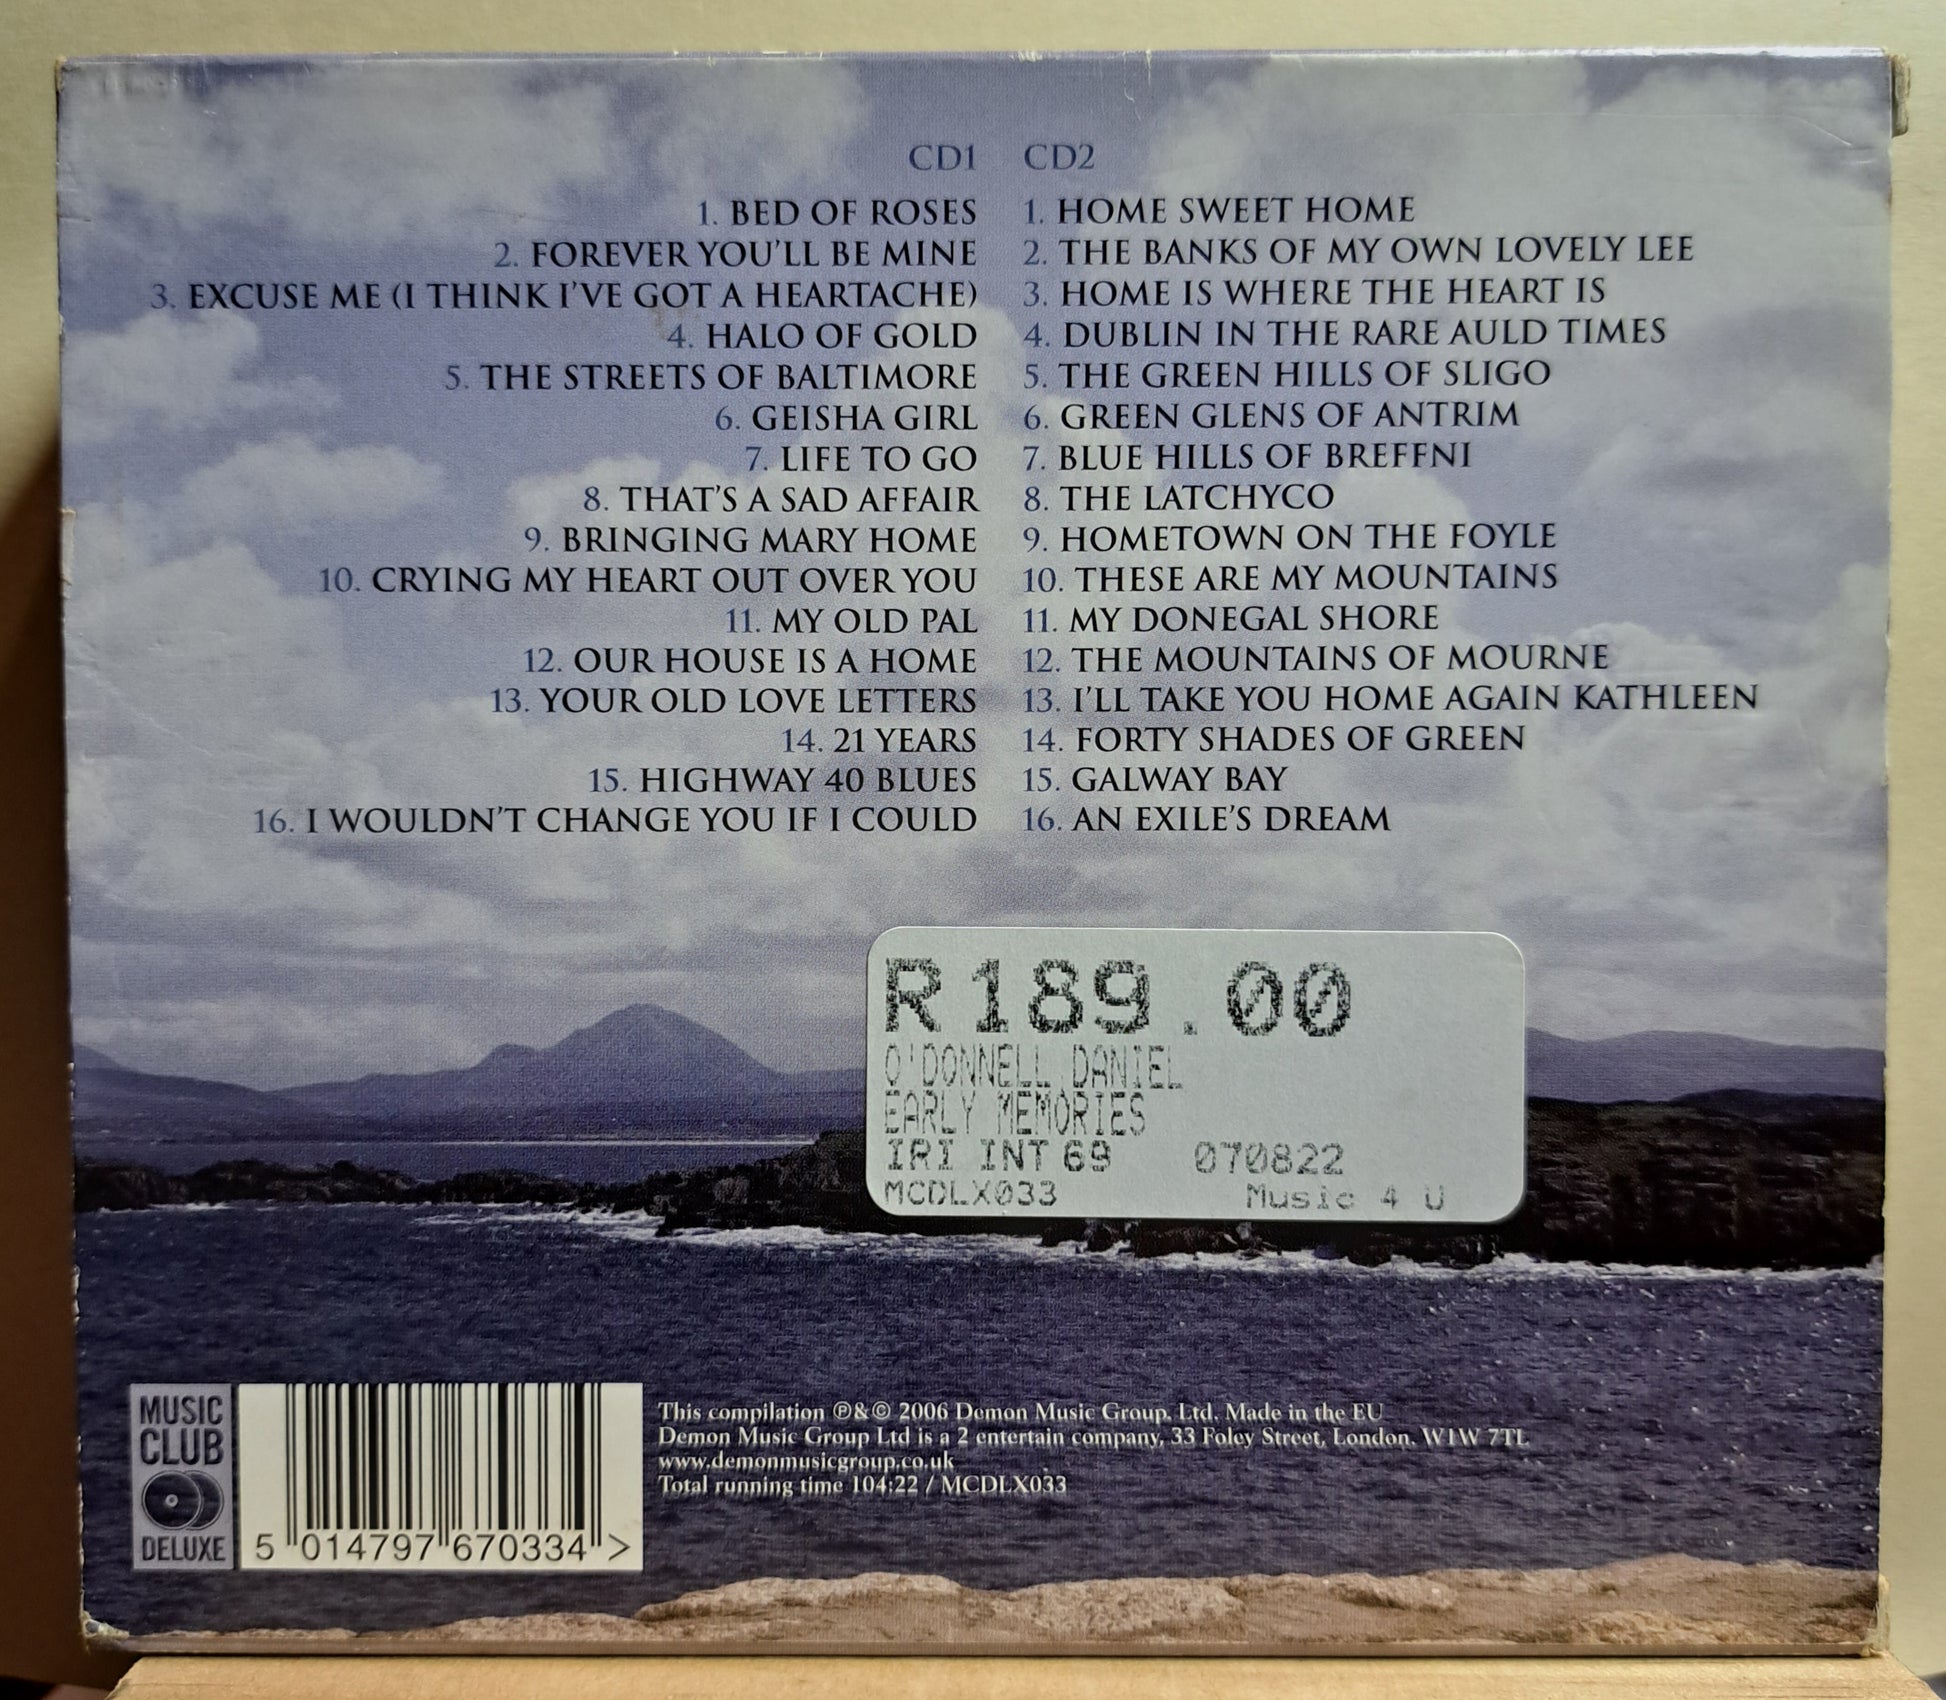 CD1
1. BED OF ROSES
2. FOREVER YOU'LL BE MINE
3. EXCUSE ME (I THINK I'VE GOT A HEARTACHE)
4. HALO OF GOLD
5. THE STREETS OF BALTIMORE
6. GEISHA GIRL
7. LIFE TO GO
8. THAT'S A SAD AFFAIR
9. BRINGING MARY HOME
10. CRYING MY HEART OUT OVER YOU
11. MY OLD PAL
12. OUR HOUSE IS A HOME
13. YOUR OLD LOVE LETTERS
14. 21 YEARS
15. HIGHWAY 40 BLUES
16. I WOULDN'T CHANGE YOU IF I COULD
CD2
1. HOME SWEET HOME
2. THE BANKS OF MY OWN LOVELY LEE
3. HOME IS WHERE THE HEART IS
4. DUBLIN IN THE RARE AULD TIMES
5. THE GREEN HILLS OF SLIGO
6. GREEN GLENS OF ANTRIM
7. BLUE HILLS OF BREFFNI
8. THE LATCHYCO
9. HOMETOWN ON THE FOYLE
10. THESE ARE MY MOUNTAINS
11. MY DONEGAL SHORE
12. THE MOUNTAINS OF MOURNE
13. I'LL TAKE YOU HOME AGAIN KATHLEEN
14. FORTY SHADES OF GREEN
15. GALWAY BAY
16. AN EXILE'S DREAM
R189.00
O'DONNELL DANIEL
EARLY MEMORIES
IRI INT 69 070822
MCDLX033 Music 4 U
MUSIC
CLUB
DELUXE
5 014797 670334 >
This compilation ℗&© 2006 Demon Music Group. Ltd. Made in the EU
Demon Music Group Ltd is a 2 entertain company, 33 Foley Street, London. W1W 7TL
www.demonmusicgroup.co.uk
Total running time 104:22 / MCDLX033